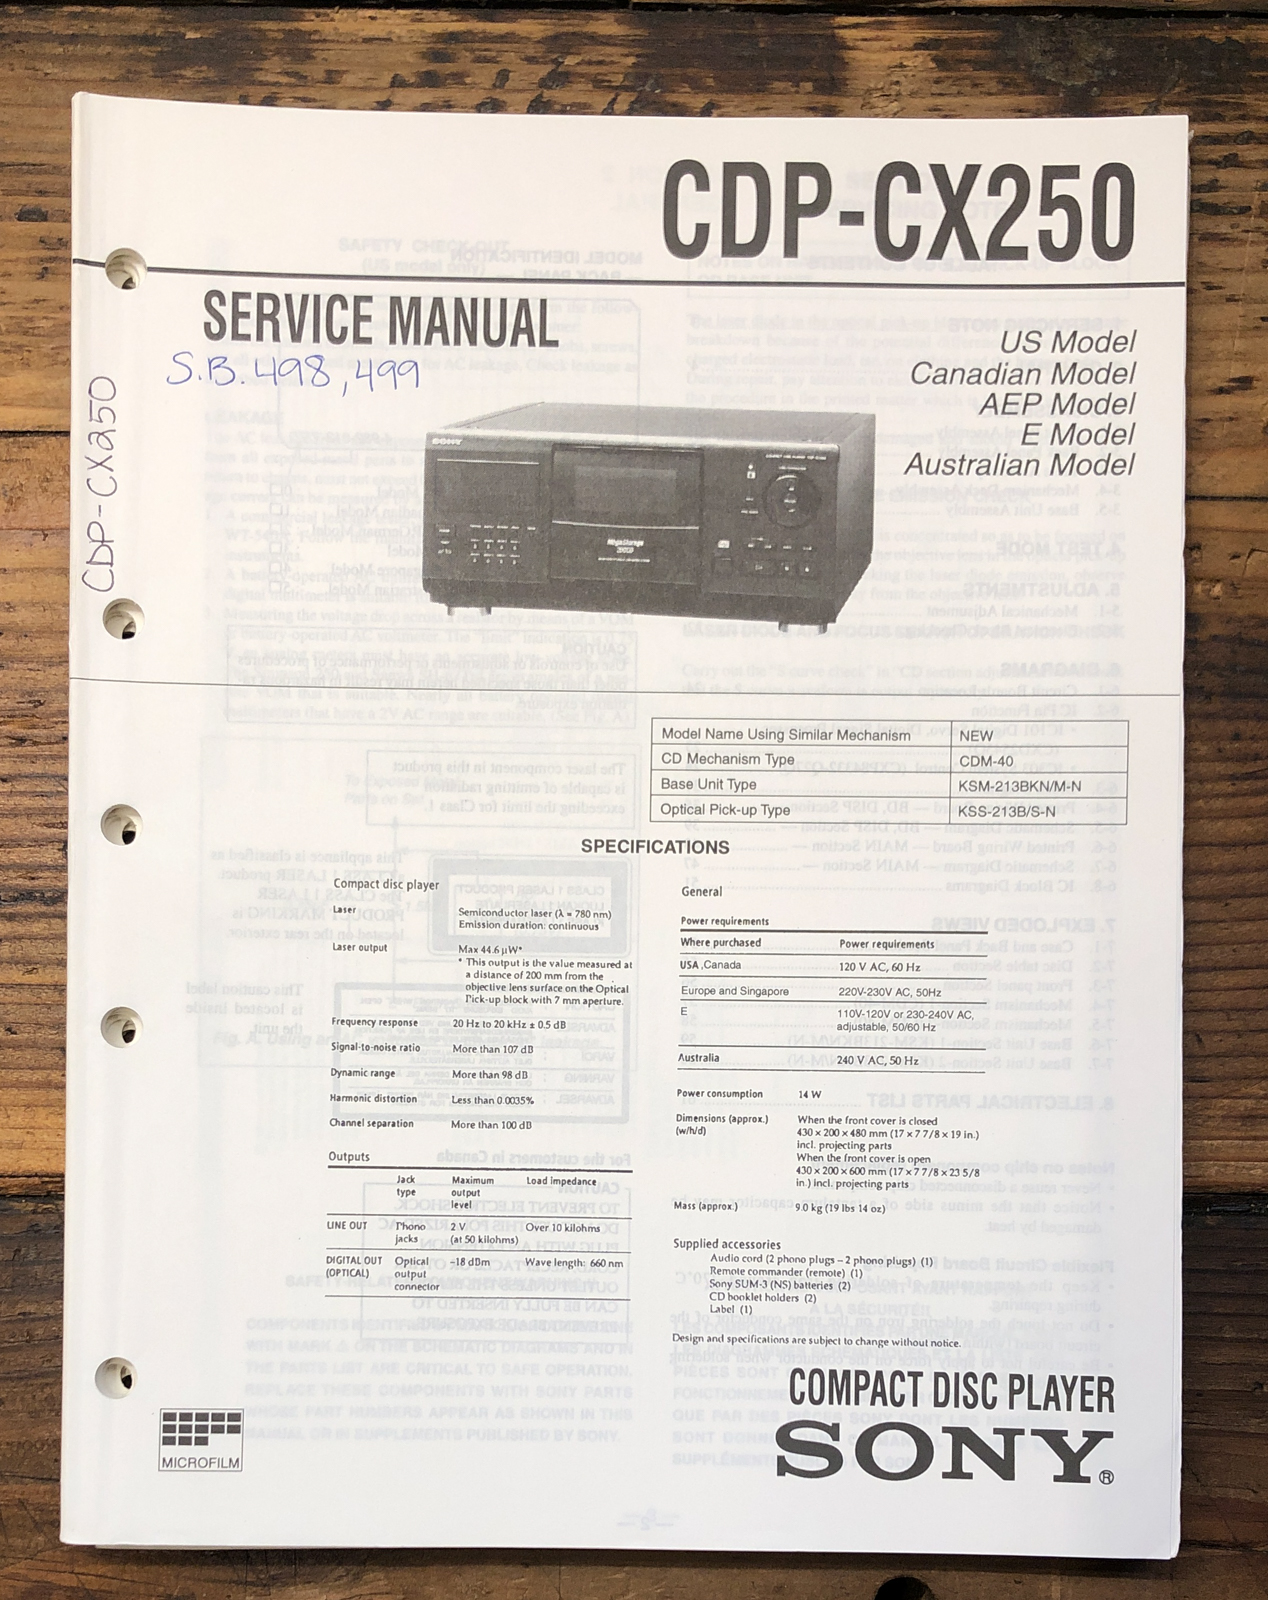 CDP-CX250
SERVICE MANUAL
S.B. 498, 499
CDP-CX250
US Model
Canadian Model
AEP Model
E Model
Australian Model
SONY
MegaStorage
200CD
Model Name Using Similar Mechanism NEW
CD Mechanism Type CDM-40
Base Unit Type KSM-213BKN/M-N
Optical Pick-up Type KSS-213B/S-N
SPECIFICATIONS
Compact disc player
Laser Semiconductor laser (λ = 780 nm)
Emission duration: continuous
Laser output Max 44.6 μW*
* This output is the value measured at
a distance of 200 mm from the
objective lens surface on the Optical
Pick-up block with 7 mm aperture.
Frequency response 20 Hz to 20 kHz ± 0.5 dB
Signal-to-noise ratio More than 107 dB
Dynamic range More than 98 dB
Harmonic distortion Less than 0.0035%
Channel separation More than 100 dB
Outputs
Jack type Maximum output level Load impedance
LINE OUT Phono jacks 2 V (at 50 kilohms) Over 10 kilohms
DIGITAL OUT (OPTICAL) Optical output connector –18 dBm Wave length: 660 nm
General
Power requirements
Where purchased Power requirements
USA, Canada 120 V AC, 60 Hz
Europe and Singapore 220V-230V AC, 50Hz
E 110V-120V or 230-240V AC,
adjustable, 50/60 Hz
Australia 240 V AC, 50 Hz
Power consumption 14 W
Dimensions (approx.) (w/h/d) When the front cover is closed
430 × 200 × 480 mm (17 × 7 7/8 × 19 in.)
incl. projecting parts
When the front cover is open
430 × 200 × 600 mm (17 × 7 7/8 × 23 5/8
in.) incl. projecting parts
Mass (approx.) 9.0 kg (19 lbs 14 oz)
Supplied accessories
Audio cord (2 phono plugs – 2 phono plugs) (1)
Remote commander (remote) (1)
Sony SUM-3 (NS) batteries (2)
CD booklet holders (2)
Label (1)
Design and specifications are subject to change without notice.
COMPACT DISC PLAYER
SONY®
MICROFILM